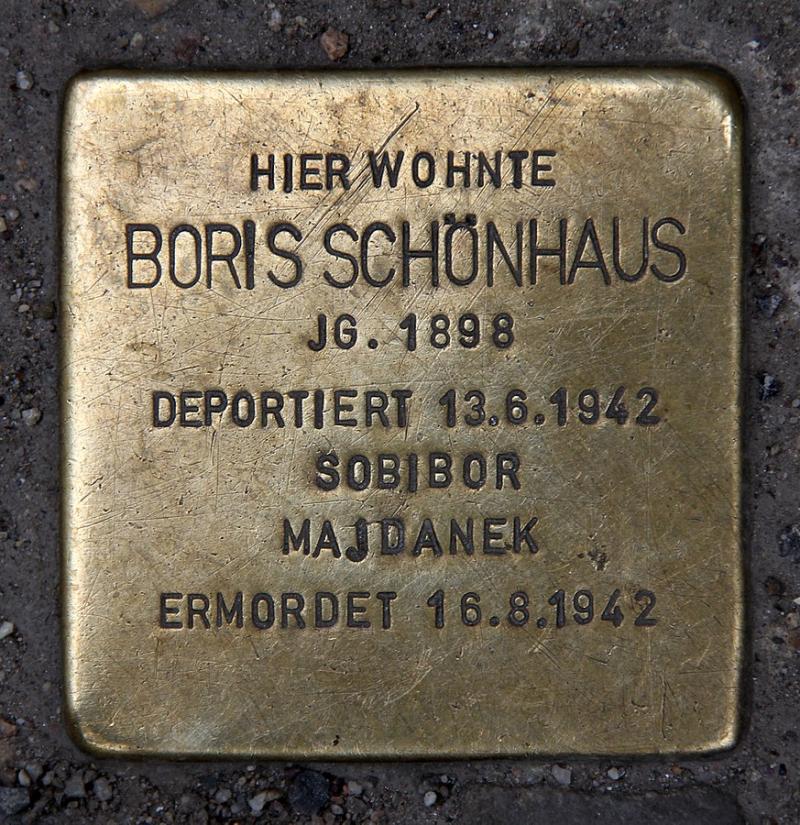 HIER WOHNTE
BORIS SCHÖNHAUS
JG. 1898
DEPORTIERT 13.6.1942
SOBIBOR
MAJDANEK
ERMORDET 16.8.1942